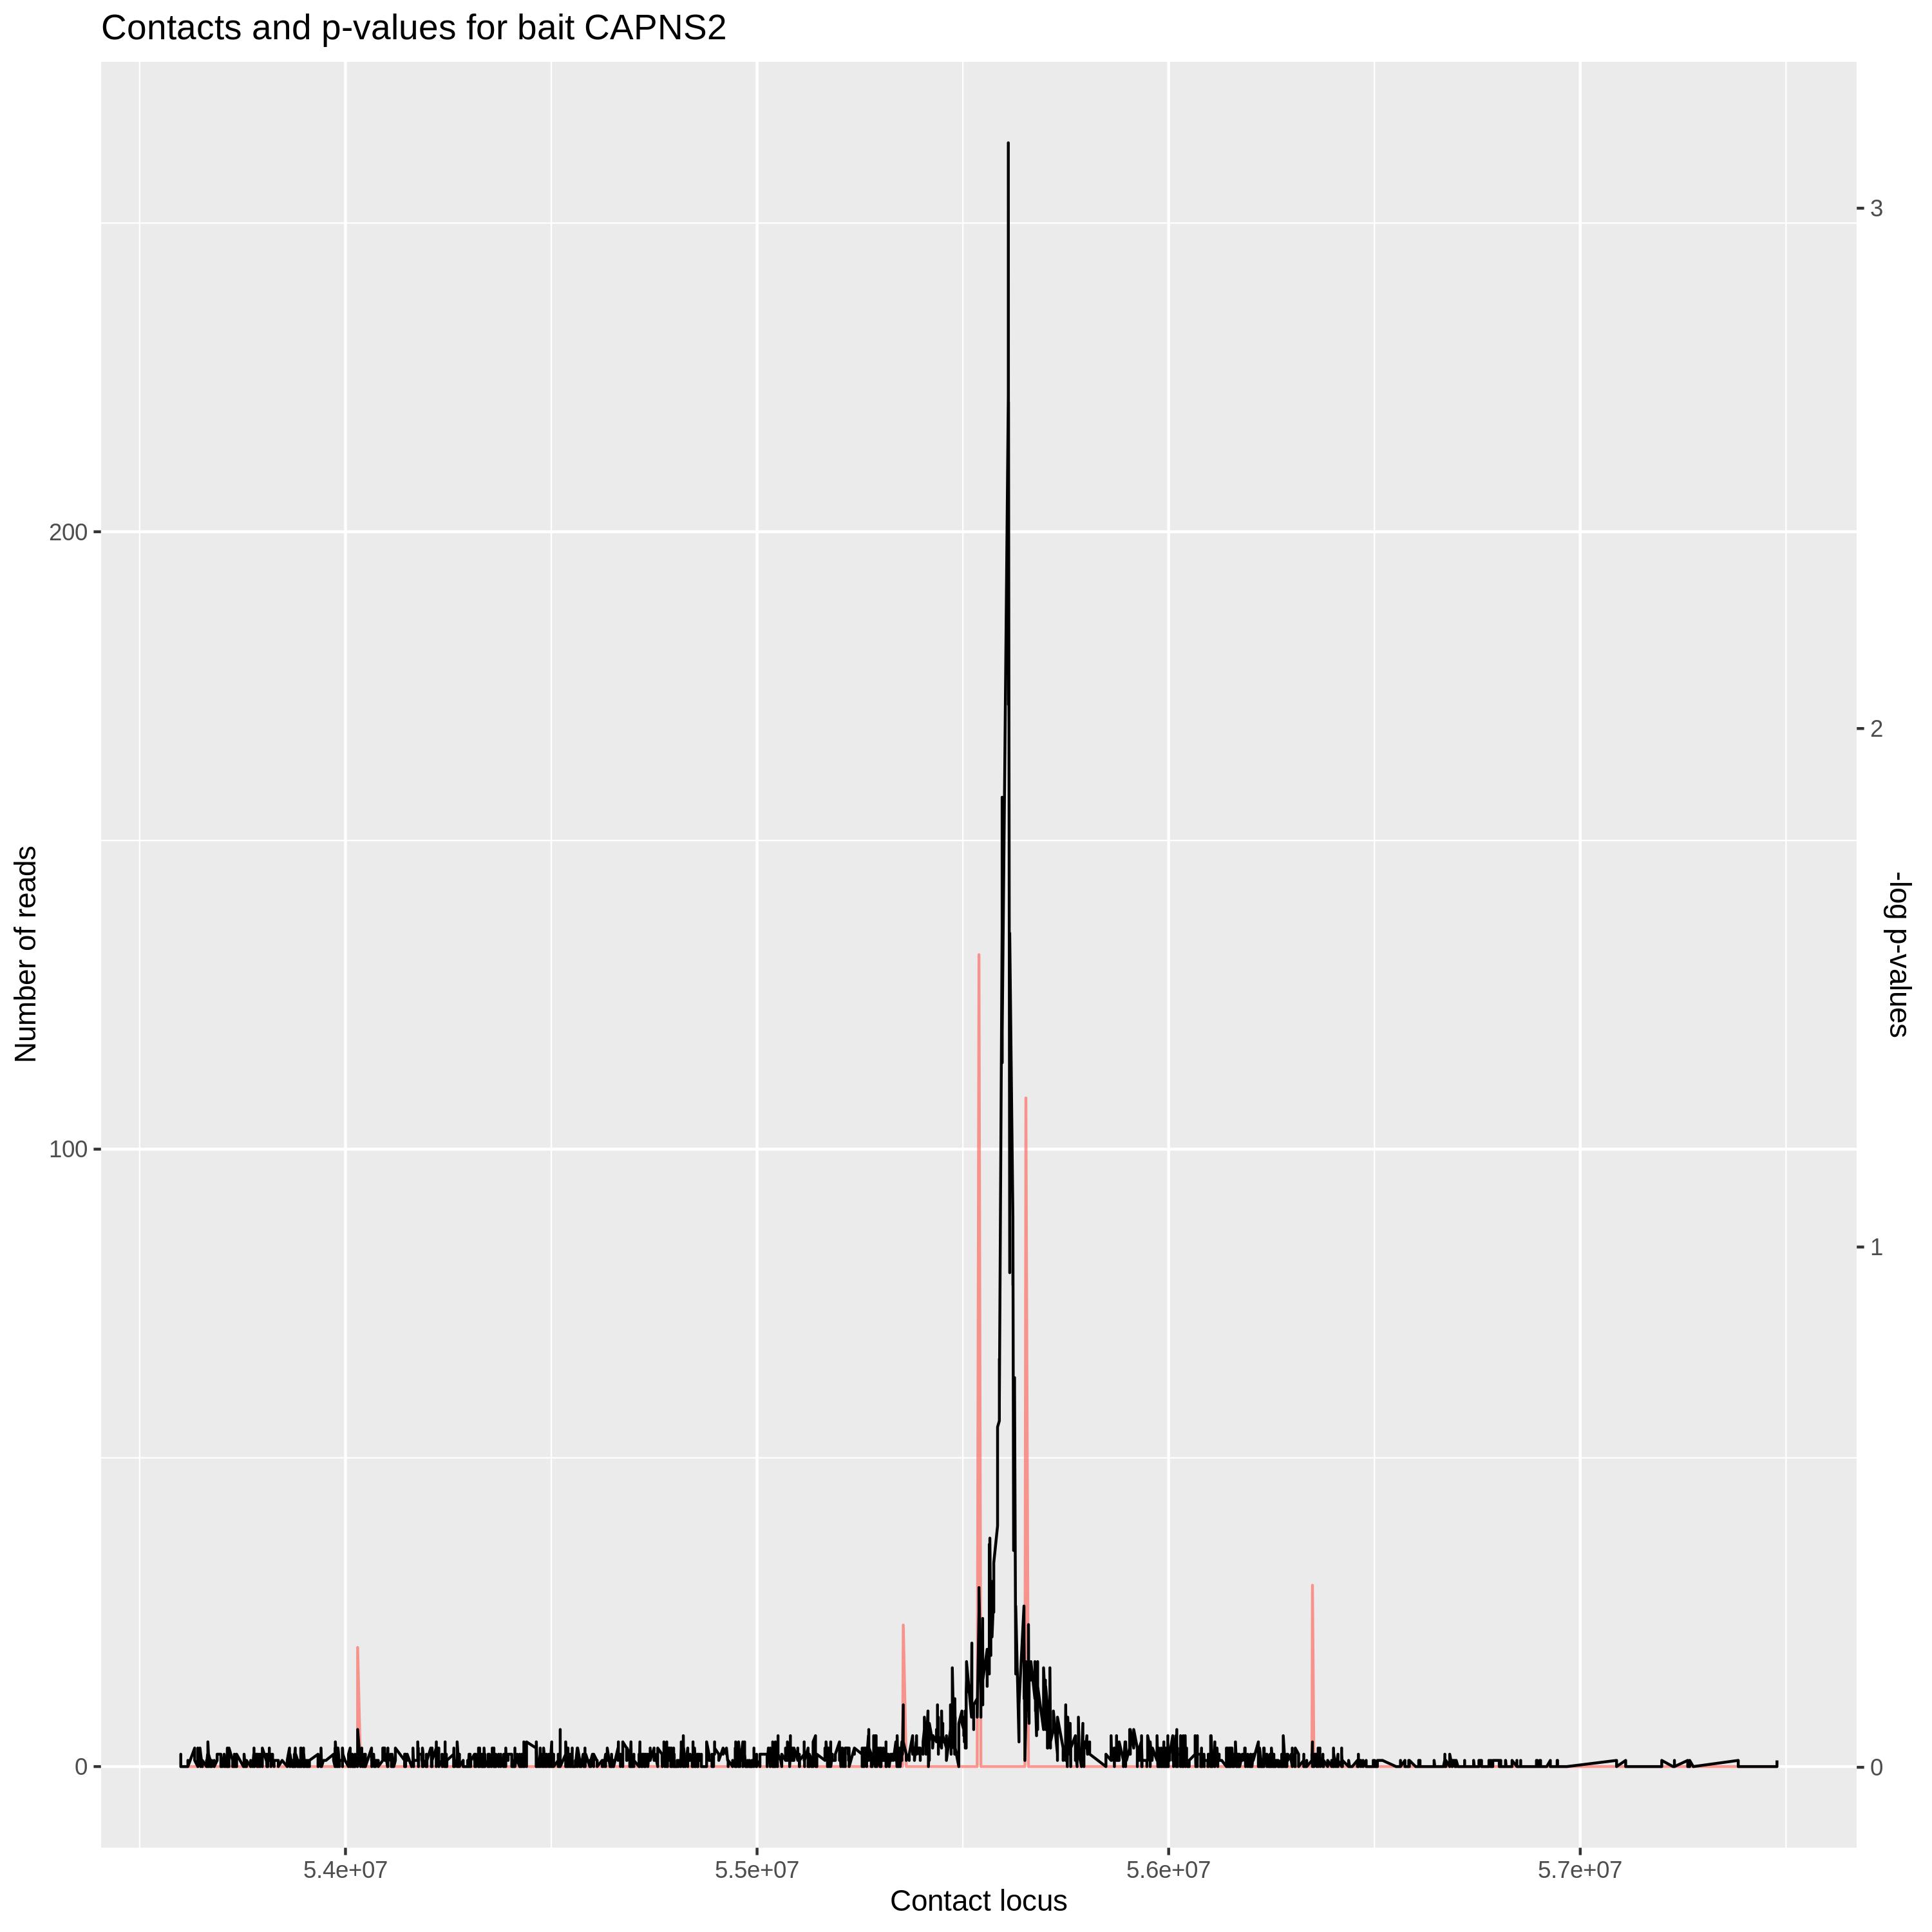 Contacts and p-values for bait CAPNS2
Number of reads
200
100
0
3
2
1
0
-log p-values
5.4e+07
5.5e+07
5.6e+07
5.7e+07
Contact locus